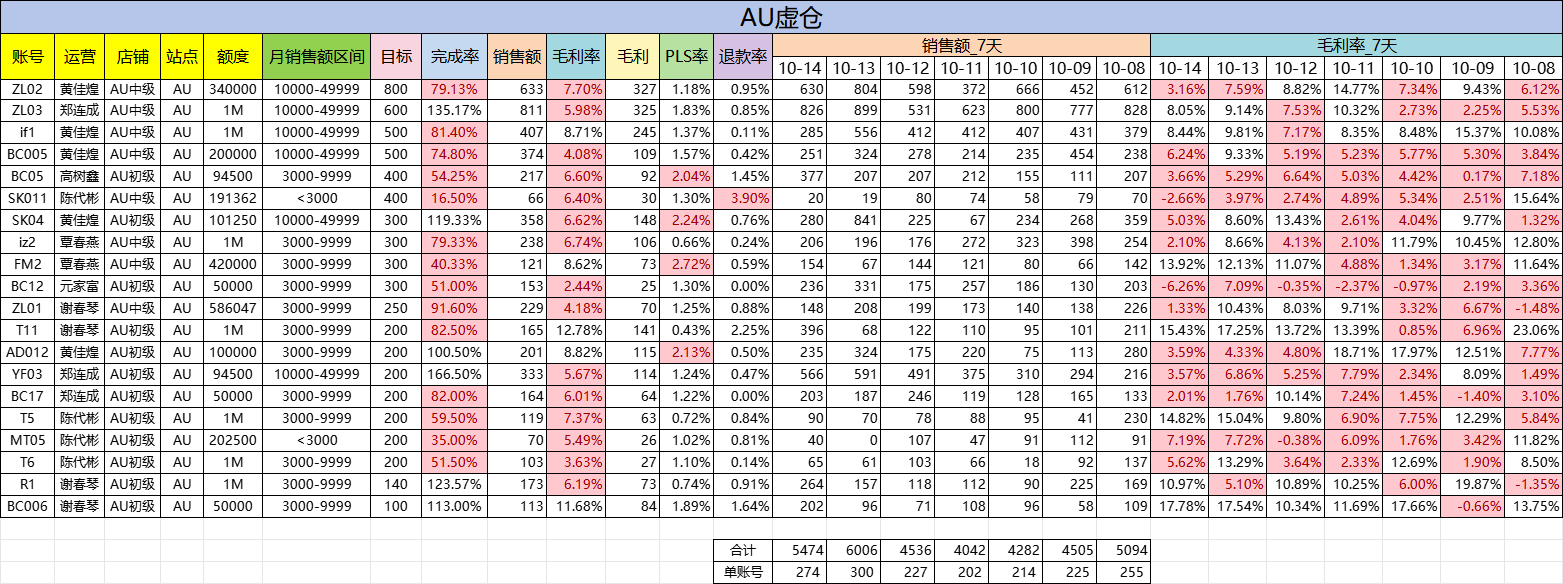 AU虚仓
账号 运营 店铺 站点 额度 月销售额区间 目标 完成率 销售额 毛利率 毛利 PLS率 退款率 销售额_7天 毛利率_7天
10-14 10-13 10-12 10-11 10-10 10-09 10-08 10-14 10-13 10-12 10-11 10-10 10-09 10-08
ZL02 黄佳煌 AU中级 AU 340000 10000-49999 800 79.13% 633 7.70% 327 1.18% 0.95% 630 804 598 372 666 452 612 3.16% 7.59% 8.82% 14.77% 7.34% 9.43% 6.12%
ZL03 郑连成 AU中级 AU 1M 10000-49999 600 135.17% 811 5.98% 325 1.83% 0.85% 826 899 531 623 800 777 828 8.05% 9.14% 7.53% 10.32% 2.73% 2.25% 5.53%
if1 黄佳煌 AU中级 AU 1M 10000-49999 500 81.40% 407 8.71% 245 1.37% 0.11% 285 556 412 412 407 431 379 8.44% 9.81% 7.17% 8.35% 8.48% 15.37% 10.08%
BC005 黄佳煌 AU中级 AU 200000 10000-49999 500 74.80% 374 4.08% 109 1.57% 0.42% 251 324 278 214 235 454 238 6.24% 9.33% 5.19% 5.23% 5.77% 5.30% 3.84%
BC05 高树鑫 AU初级 AU 94500 3000-9999 400 54.25% 217 6.60% 92 2.04% 1.45% 377 207 207 212 155 111 207 3.66% 5.29% 6.64% 5.03% 4.42% 0.17% 7.18%
SK011 陈代彬 AU中级 AU 191362 <3000 400 16.50% 66 6.40% 30 1.30% 3.90% 20 19 80 74 58 79 70 -2.66% 3.97% 2.74% 4.89% 5.34% 2.51% 15.64%
SK04 黄佳煌 AU初级 AU 101250 10000-49999 300 119.33% 358 6.62% 148 2.24% 0.76% 280 841 225 67 234 268 359 5.03% 8.60% 13.43% 2.61% 4.04% 9.77% 1.32%
iz2 覃春燕 AU中级 AU 1M 3000-9999 300 79.33% 238 6.74% 106 0.66% 0.24% 206 196 176 272 323 398 254 2.10% 8.66% 4.13% 2.10% 11.79% 10.45% 12.80%
FM2 覃春燕 AU中级 AU 420000 3000-9999 300 40.33% 121 8.62% 73 2.72% 0.59% 154 67 144 121 80 66 142 13.92% 12.13% 11.07% 4.88% 1.34% 3.17% 11.64%
BC12 元家富 AU初级 AU 50000 3000-9999 300 51.00% 153 2.44% 25 1.30% 0.00% 236 331 175 257 186 130 203 -6.26% 7.09% -0.35% -2.37% -0.97% 2.19% 3.36%
ZL01 谢春琴 AU中级 AU 586047 3000-9999 250 91.60% 229 4.18% 70 1.25% 0.88% 148 208 199 173 140 138 226 1.33% 10.43% 8.03% 9.71% 3.32% 6.67% -1.48%
T11 谢春琴 AU初级 AU 1M 3000-9999 200 82.50% 165 12.78% 141 0.43% 2.25% 396 68 122 110 95 101 211 15.43% 17.25% 13.72% 13.39% 0.85% 6.96% 23.06%
AD012 黄佳煌 AU初级 AU 100000 3000-9999 200 100.50% 201 8.82% 115 2.13% 0.50% 235 324 175 220 75 113 280 3.59% 4.33% 4.80% 18.71% 17.97% 12.51% 7.77%
YF03 郑连成 AU初级 AU 94500 10000-49999 200 166.50% 333 5.67% 114 1.24% 0.47% 566 591 491 375 310 294 216 3.57% 6.86% 5.25% 7.79% 2.34% 8.09% 1.49%
BC17 郑连成 AU初级 AU 50000 3000-9999 200 82.00% 164 6.01% 64 1.22% 0.00% 203 187 246 119 128 165 133 2.01% 1.76% 10.14% 7.24% 1.45% -1.40% 3.10%
T5 陈代彬 AU初级 AU 1M 3000-9999 200 59.50% 119 7.37% 63 0.72% 0.84% 90 70 78 88 95 41 230 14.82% 15.04% 9.80% 6.90% 7.75% 12.29% 5.84%
MT05 陈代彬 AU初级 AU 202500 <3000 200 35.00% 70 5.49% 26 1.02% 0.81% 40 0 107 47 91 112 91 7.19% 7.72% -0.38% 6.09% 1.76% 3.42% 11.82%
T6 陈代彬 AU初级 AU 1M 3000-9999 200 51.50% 103 3.63% 27 1.10% 0.14% 65 61 103 66 18 92 137 5.62% 13.29% 3.64% 2.33% 12.69% 1.90% 8.50%
R1 谢春琴 AU初级 AU 1M 3000-9999 140 123.57% 173 6.19% 73 0.74% 0.91% 264 157 118 112 90 225 169 10.97% 5.10% 10.89% 10.25% 6.00% 19.87% -1.35%
BC006 谢春琴 AU初级 AU 50000 3000-9999 100 113.00% 113 11.68% 84 1.89% 1.64% 202 96 71 108 96 58 109 17.78% 17.54% 10.34% 11.69% 17.66% -0.66% 13.75%
合计 5474 6006 4536 4042 4282 4505 5094
单账号 274 300 227 202 214 225 255